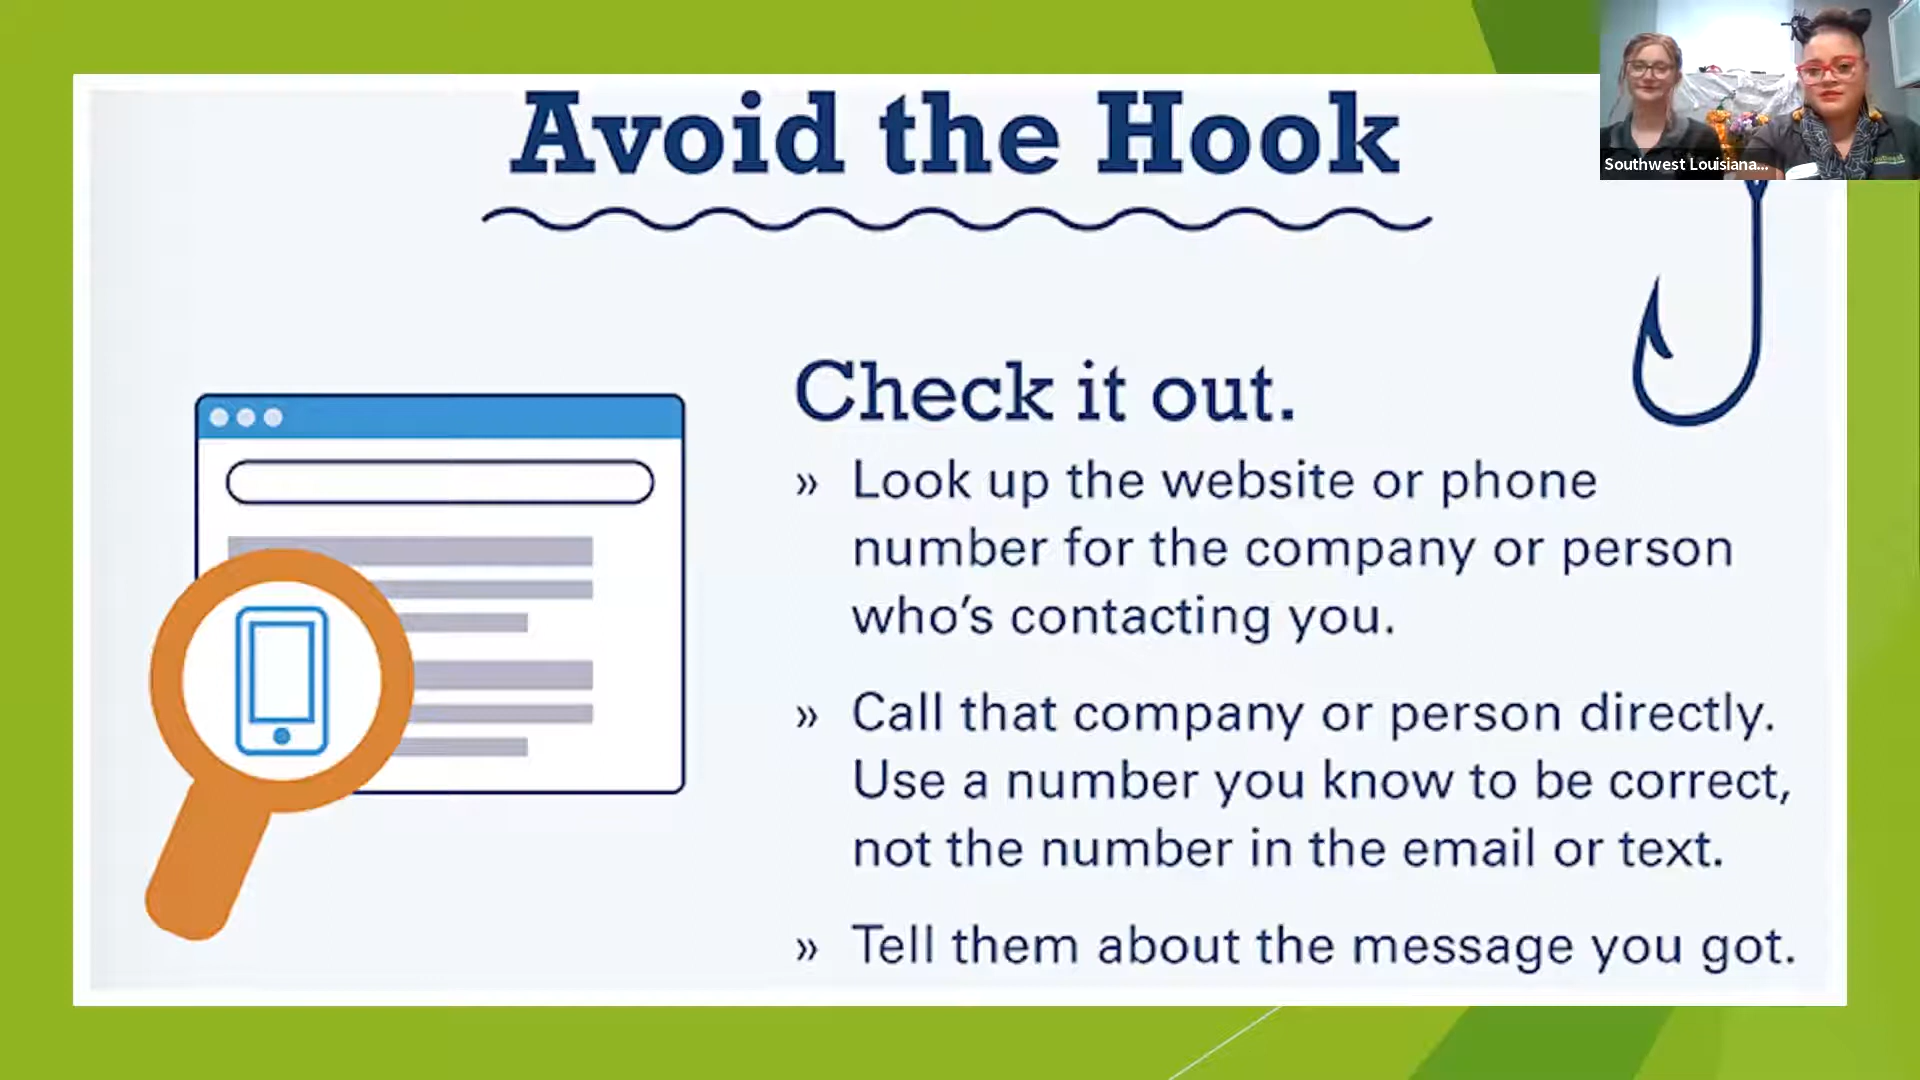 Avoid the Hook
Southwest Louisiana...
Check it out.
» Look up the website or phone
number for the company or person
who's contacting you.
» Call that company or person directly.
Use a number you know to be correct,
not the number in the email or text.
» Tell them about the message you got.